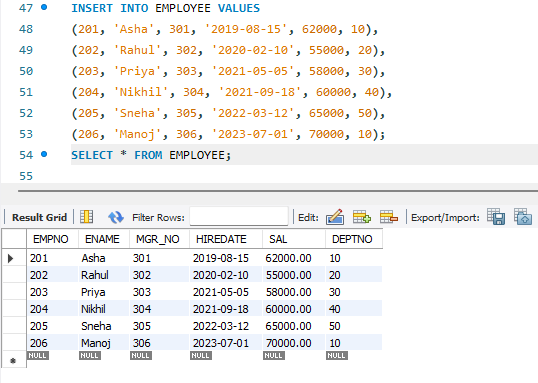 47 INSERT INTO EMPLOYEE VALUES
48 (201, 'Asha', 301, '2019-08-15', 62000, 10),
49 (202, 'Rahul', 302, '2020-02-10', 55000, 20),
50 (203, 'Priya', 303, '2021-05-05', 58000, 30),
51 (204, 'Nikhil', 304, '2021-09-18', 60000, 40),
52 (205, 'Sneha', 305, '2022-03-12', 65000, 50),
53 (206, 'Manoj', 306, '2023-07-01', 70000, 10);
54 SELECT * FROM EMPLOYEE;
55
Result Grid Filter Rows: Edit: Export/Import:
EMPNO ENAME MGR_NO HIREDATE SAL DEPTNO
201 Asha 301 2019-08-15 62000.00 10
202 Rahul 302 2020-02-10 55000.00 20
203 Priya 303 2021-05-05 58000.00 30
204 Nikhil 304 2021-09-18 60000.00 40
205 Sneha 305 2022-03-12 65000.00 50
206 Manoj 306 2023-07-01 70000.00 10
NULL NULL NULL NULL NULL NULL